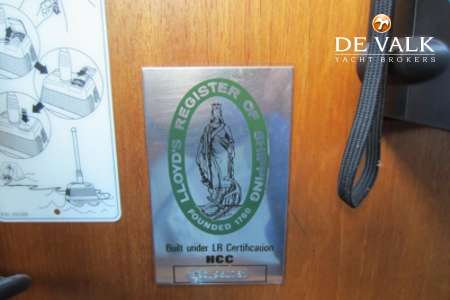 DE VALK
YACHT BROKERS
LLOYD'S REGISTER OF SHIPPING
FOUNDED 1760
Built under LR Certification
HCC